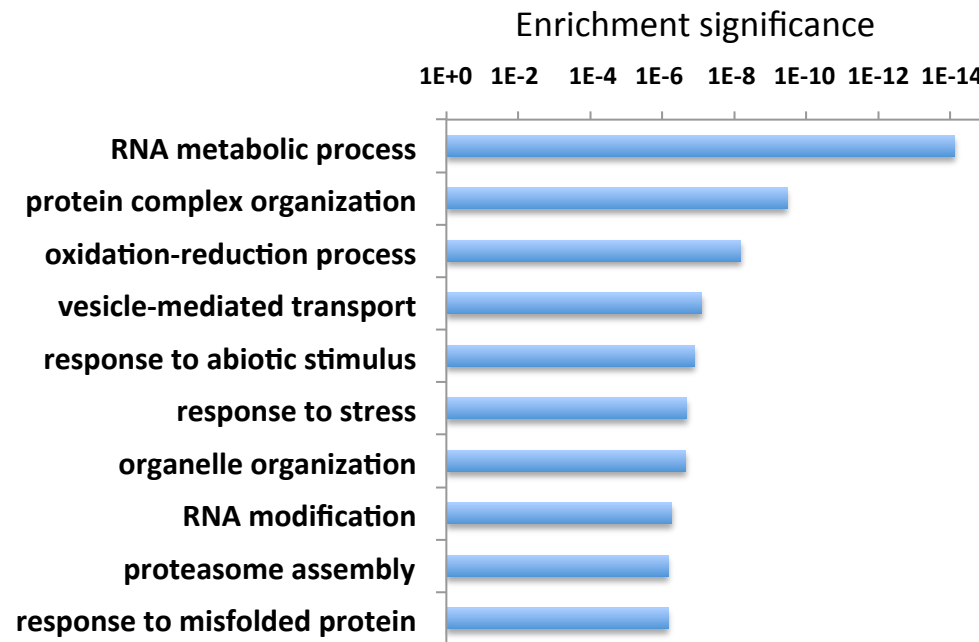 Enrichment significance
1E+0 1E-2 1E-4 1E-6 1E-8 1E-10 1E-12 1E-14
RNA metabolic process
protein complex organization
oxidation-reduction process
vesicle-mediated transport
response to abiotic stimulus
response to stress
organelle organization
RNA modification
proteasome assembly
response to misfolded protein